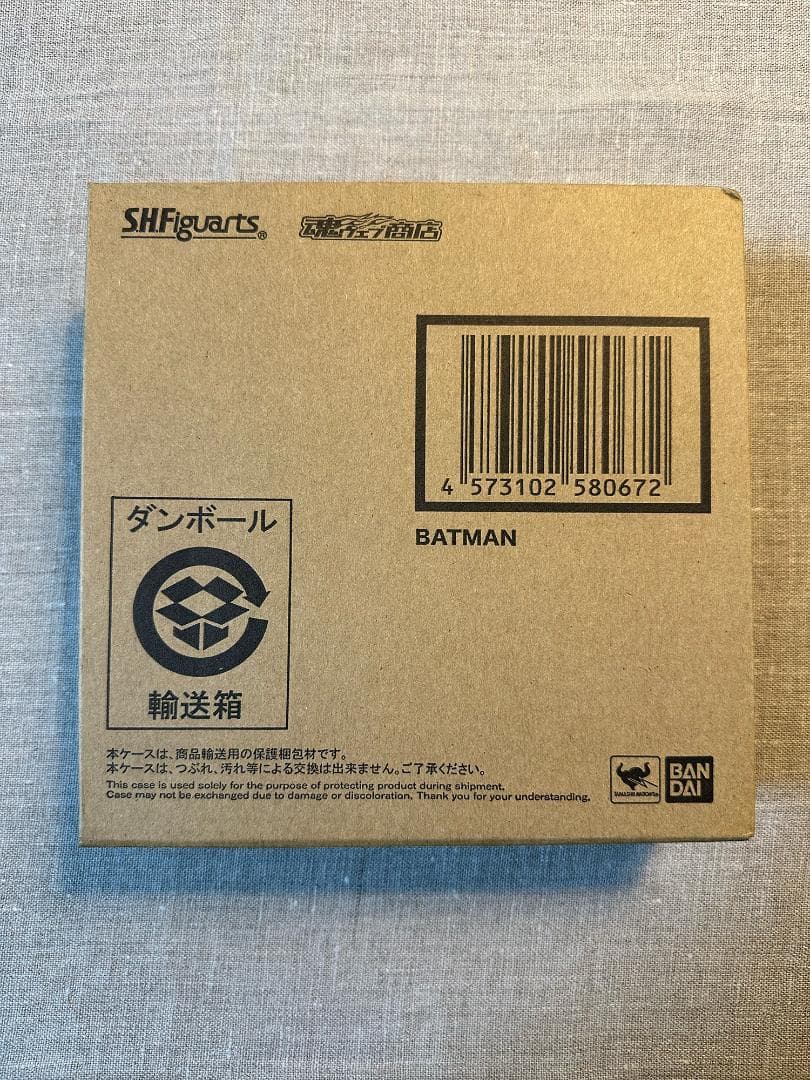 S.H.Figuarts®
魂ウェブ商店
4 573102 580672
BATMAN
ダンボール
輸送箱
本ケースは、商品輸送用の保護梱包材です。
本ケースは、つぶれ、汚れ等による交換は出来ません。ご了承ください。
This case is used solely for the purpose of protecting product during shipment.
Case may not be exchanged due to damage or discoloration. Thank you for your understanding.
TAMASHII NATIONS
BAN
DAI